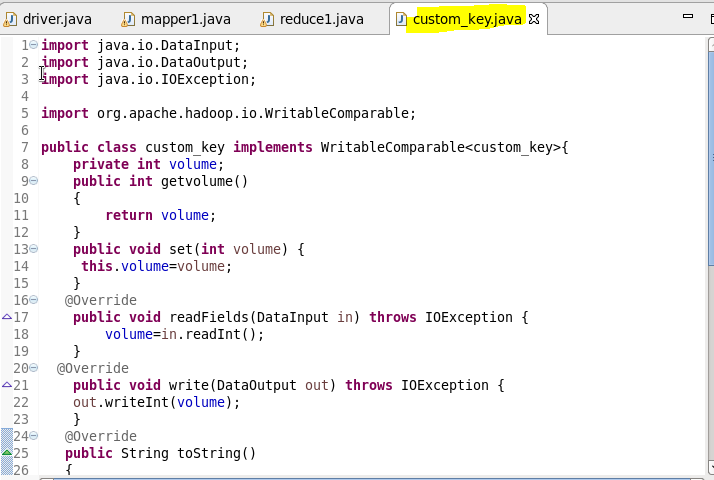 driver.java mapper1.java reduce1.java custom_key.java
1 import java.io.DataInput;
2 import java.io.DataOutput;
3 import java.io.IOException;
4
5 import org.apache.hadoop.io.WritableComparable;
6
7 public class custom_key implements WritableComparable<custom_key>{
8     private int volume;
9     public int getvolume()
10     {
11         return volume;
12     }
13     public void set(int volume) {
14      this.volume=volume;
15     }
16    @Override
17     public void readFields(DataInput in) throws IOException {
18         volume=in.readInt();
19     }
20   @Override
21     public void write(DataOutput out) throws IOException {
22     out.writeInt(volume);
23     }
24    @Override
25    public String toString()
26    {